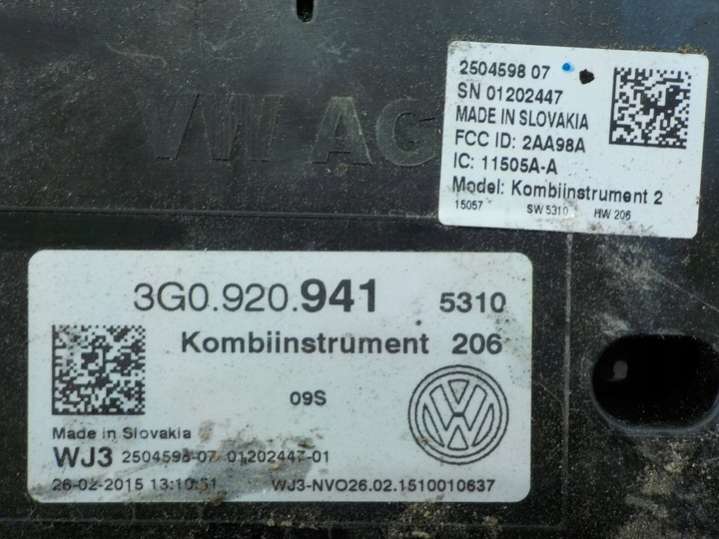 VW AG
2504598 07
SN 01202447
MADE IN SLOVAKIA
FCC ID: 2AA98A
IC: 11505A-A
Model: Kombiinstrument 2
15057 SW 5310 HW 206
3G0.920.941 5310
Kombiinstrument 206
09S
Made in Slovakia
WJ3 2504598-07 01202447-01
26-02-2015 13:10:51 WJ3-NVO26.02.1510010637